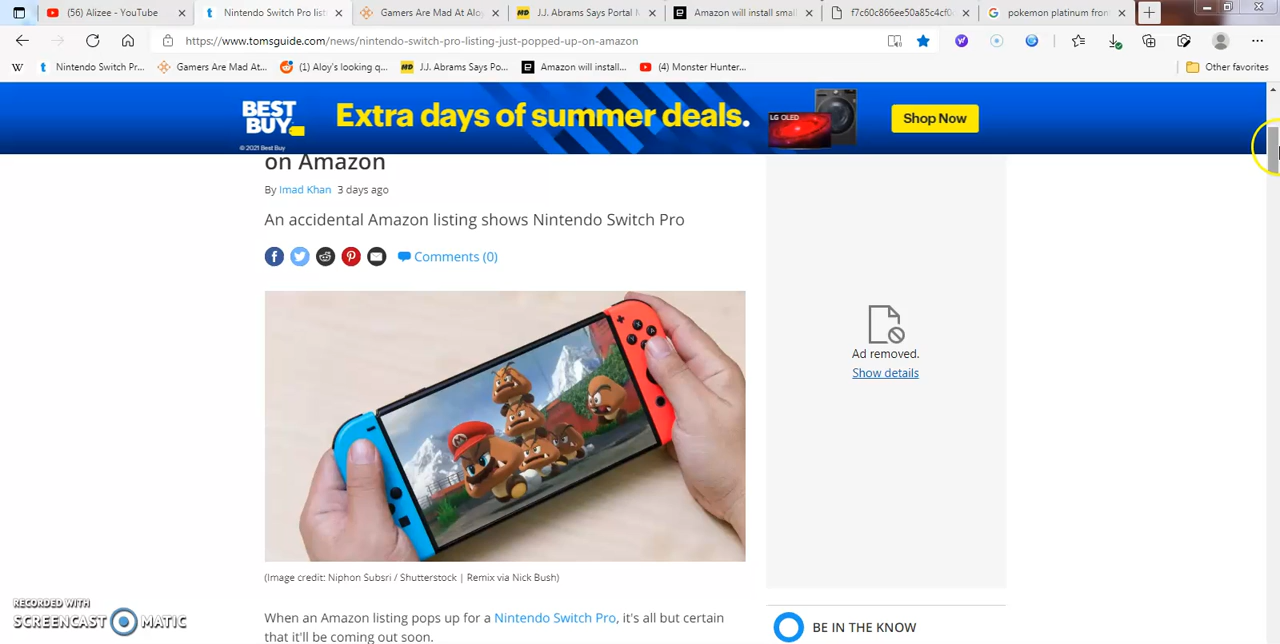 (56) Alizee - YouTube
Nintendo Switch Pro list
Gamers Are Mad At Aloy
J.J. Abrams Says Portal M
Amazon will install small
f7c60c866ee50a85c4cf0
pokemon platinum fron
https://www.tomsguide.com/news/nintendo-switch-pro-listing-just-popped-up-on-amazon
W
Nintendo Switch Pr...
Gamers Are Mad At...
(1) Aloy's looking q...
J.J. Abrams Says Po...
Amazon will install...
(4) Monster Hunter...
Other favorites
BEST
BUY
© 2021 Best Buy
Extra days of summer deals.
LG OLED
Shop Now
on Amazon
By Imad Khan 3 days ago
An accidental Amazon listing shows Nintendo Switch Pro
Comments (0)
Ad removed.
Show details
(Image credit: Niphon Subsri / Shutterstock | Remix via Nick Bush)
When an Amazon listing pops up for a Nintendo Switch Pro, it's all but certain
that it'll be coming out soon.
BE IN THE KNOW
RECORDED WITH
SCREENCAST MATIC